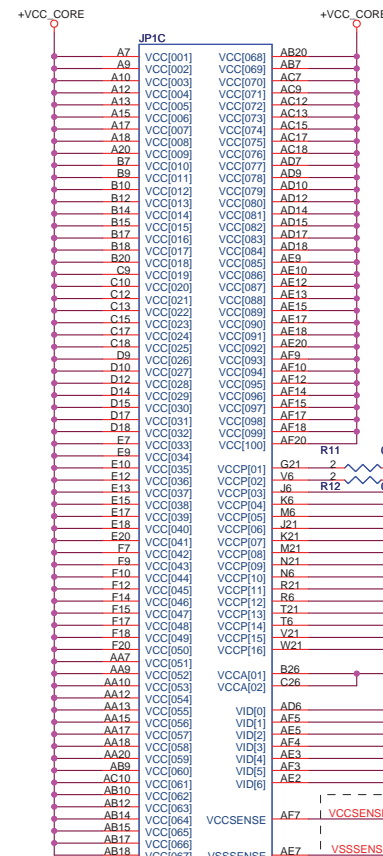 +VCC_CORE +VCC_CORE
JP1C
A7 VCC[001] VCC[068] AB20
A9 VCC[002] VCC[069] AB7
A10 VCC[003] VCC[070] AC7
A12 VCC[004] VCC[071] AC9
A13 VCC[005] VCC[072] AC12
A15 VCC[006] VCC[073] AC13
A17 VCC[007] VCC[074] AC15
A18 VCC[008] VCC[075] AC17
A20 VCC[009] VCC[076] AC18
B7 VCC[010] VCC[077] AD7
B9 VCC[011] VCC[078] AD9
B10 VCC[012] VCC[079] AD10
B12 VCC[013] VCC[080] AD12
B14 VCC[014] VCC[081] AD14
B15 VCC[015] VCC[082] AD15
B17 VCC[016] VCC[083] AD17
B18 VCC[017] VCC[084] AD18
B20 VCC[018] VCC[085] AE9
C9 VCC[019] VCC[086] AE10
C10 VCC[020] VCC[087] AE12
C12 VCC[021] VCC[088] AE13
C13 VCC[022] VCC[089] AE15
C15 VCC[023] VCC[090] AE17
C17 VCC[024] VCC[091] AE18
C18 VCC[025] VCC[092] AE20
D9 VCC[026] VCC[093] AF9
D10 VCC[027] VCC[094] AF10
D12 VCC[028] VCC[095] AF12
D14 VCC[029] VCC[096] AF14
D15 VCC[030] VCC[097] AF15
D17 VCC[031] VCC[098] AF17
D18 VCC[032] VCC[099] AF18
E7 VCC[033] VCC[100] AF20
E9 VCC[034] R11
E10 VCC[035] VCCP[01] G21 2
E12 VCC[036] VCCP[02] V6 2
E13 VCC[037] VCCP[03] J6 R12
E15 VCC[038] VCCP[04] K6
E17 VCC[039] VCCP[05] M6
E18 VCC[040] VCCP[06] J21
E20 VCC[041] VCCP[07] K21
F7 VCC[042] VCCP[08] M21
F9 VCC[043] VCCP[09] N21
F10 VCC[044] VCCP[10] N6
F12 VCC[045] VCCP[11] R21
F14 VCC[046] VCCP[12] R6
F15 VCC[047] VCCP[13] T21
F17 VCC[048] VCCP[14] T6
F18 VCC[049] VCCP[15] V21
F20 VCC[050] VCCP[16] W21
AA7 VCC[051]
AA9 VCC[052] VCCA[01] B26
AA10 VCC[053] VCCA[02] C26
AA12 VCC[054]
AA13 VCC[055] VID[0] AD6
AA15 VCC[056] VID[1] AF5
AA17 VCC[057] VID[2] AE5
AA18 VCC[058] VID[3] AF4
AA20 VCC[059] VID[4] AE3
AB9 VCC[060] VID[5] AF3
AC10 VCC[061] VID[6] AE2
AB10 VCC[062]
AB12 VCC[063]
AB14 VCC[064] VCCSENSE AF7 VCCSENSE
AB15 VCC[065]
AB17 VCC[066]
AB18 VCC[067] VSSSENSE AE7 VSSSENS